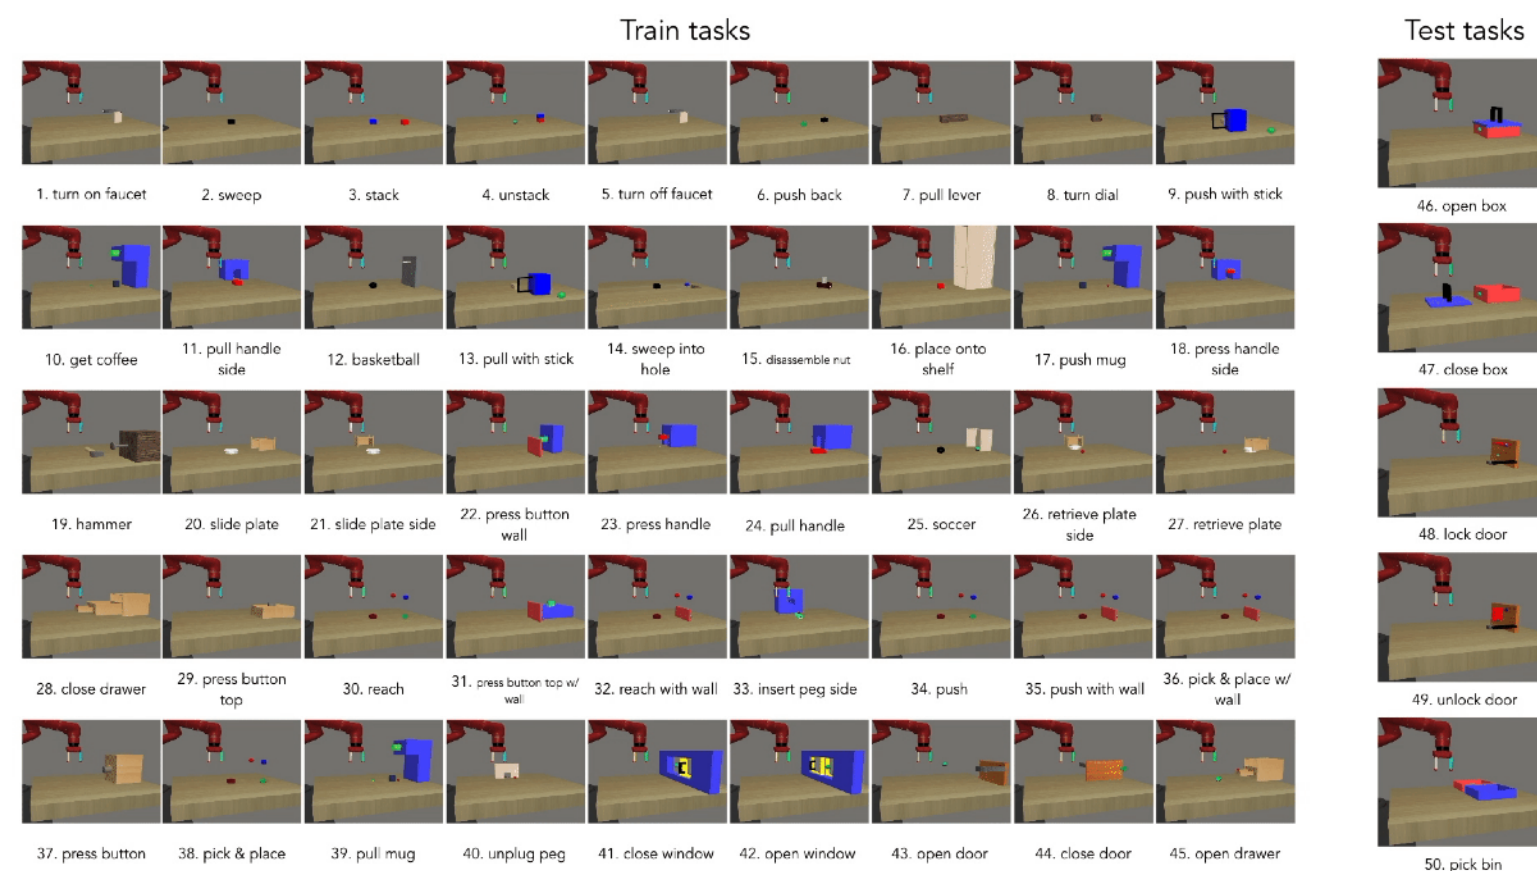 Train tasks
Test tasks
1. turn on faucet
2. sweep
3. stack
4. unstack
5. turn off faucet
6. push back
7. pull lever
8. turn dial
9. push with stick
46. open box
10. get coffee
11. pull handle
side
12. basketball
13. pull with stick
14. sweep into
hole
15. disassemble nut
16. place onto
shelf
17. push mug
18. press handle
side
47. close box
19. hammer
20. slide plate
21. slide plate side
22. press button
wall
23. press handle
24. pull handle
25. soccer
26. retrieve plate
side
27. retrieve plate
48. lock door
28. close drawer
29. press button
top
30. reach
31. press button top w/
wall
32. reach with wall
33. insert peg side
34. push
35. push with wall
36. pick & place w/
wall
49. unlock door
37. press button
38. pick & place
39. pull mug
40. unplug peg
41. close window
42. open window
43. open door
44. close door
45. open drawer
50. pick bin